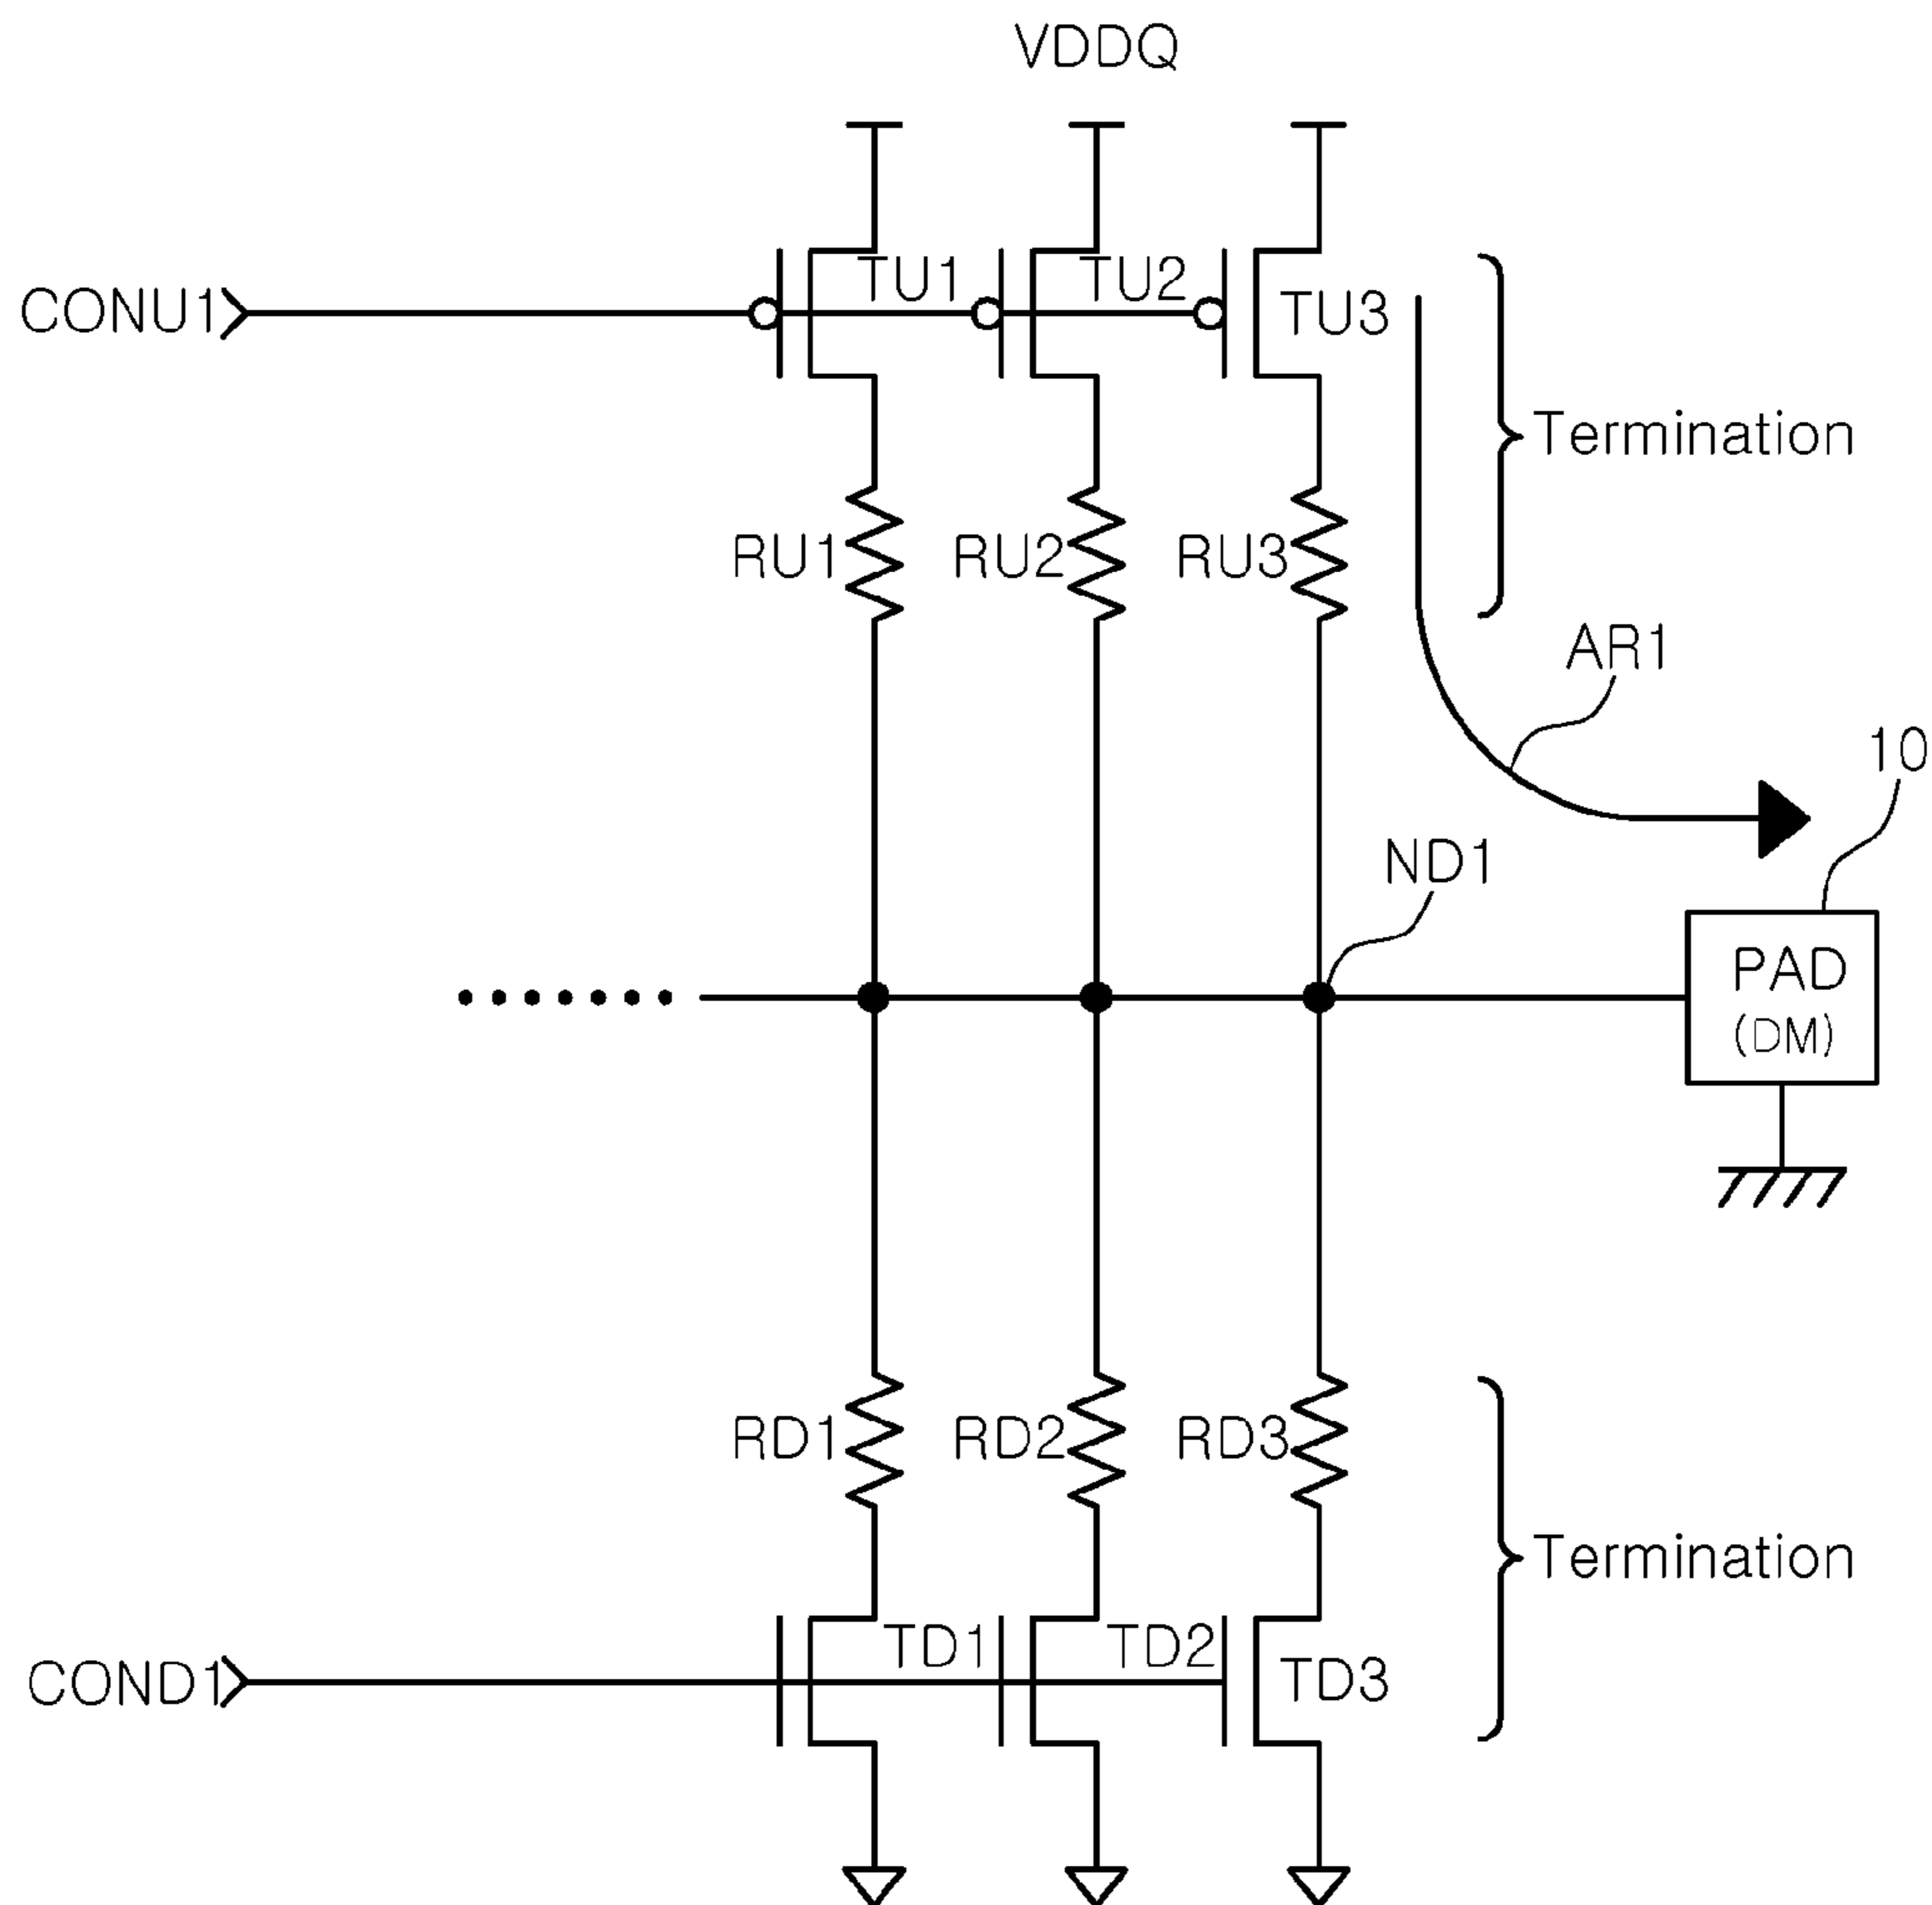 VDDQ
CONU1
TU1
TU2
TU3
Termination
RU1
RU2
RU3
AR1
10
ND1
PAD
(DM)
RD1
RD2
RD3
Termination
COND1
TD1
TD2
TD3